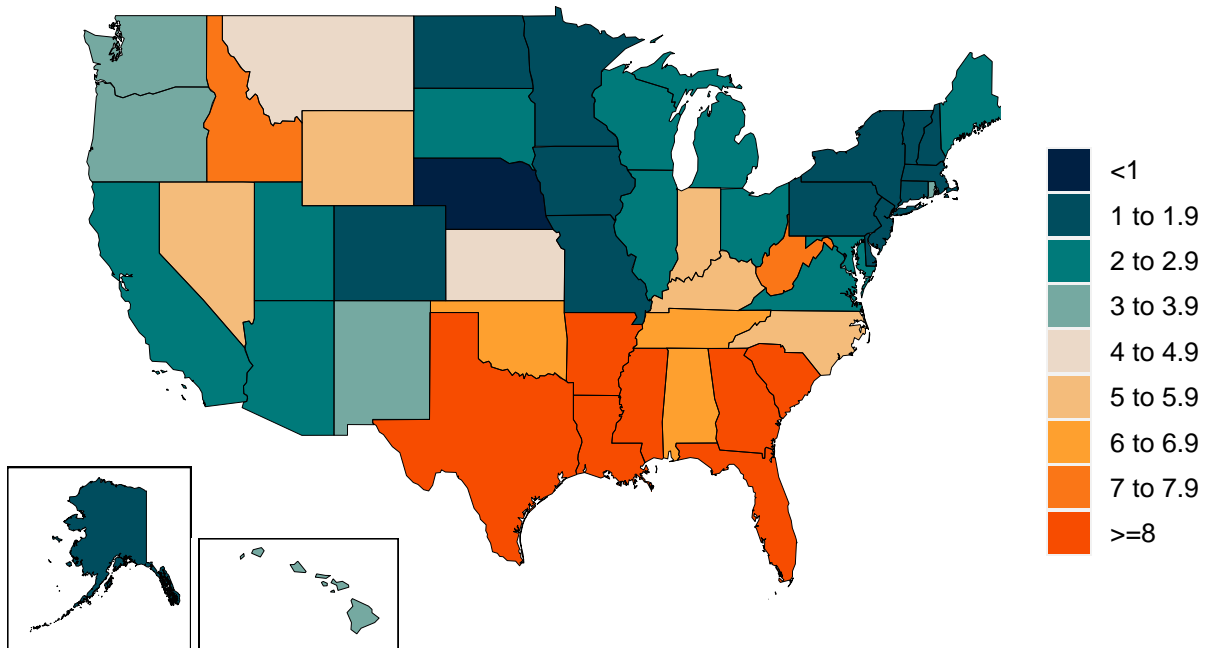 <1
1 to 1.9
2 to 2.9
3 to 3.9
4 to 4.9
5 to 5.9
6 to 6.9
7 to 7.9
>=8